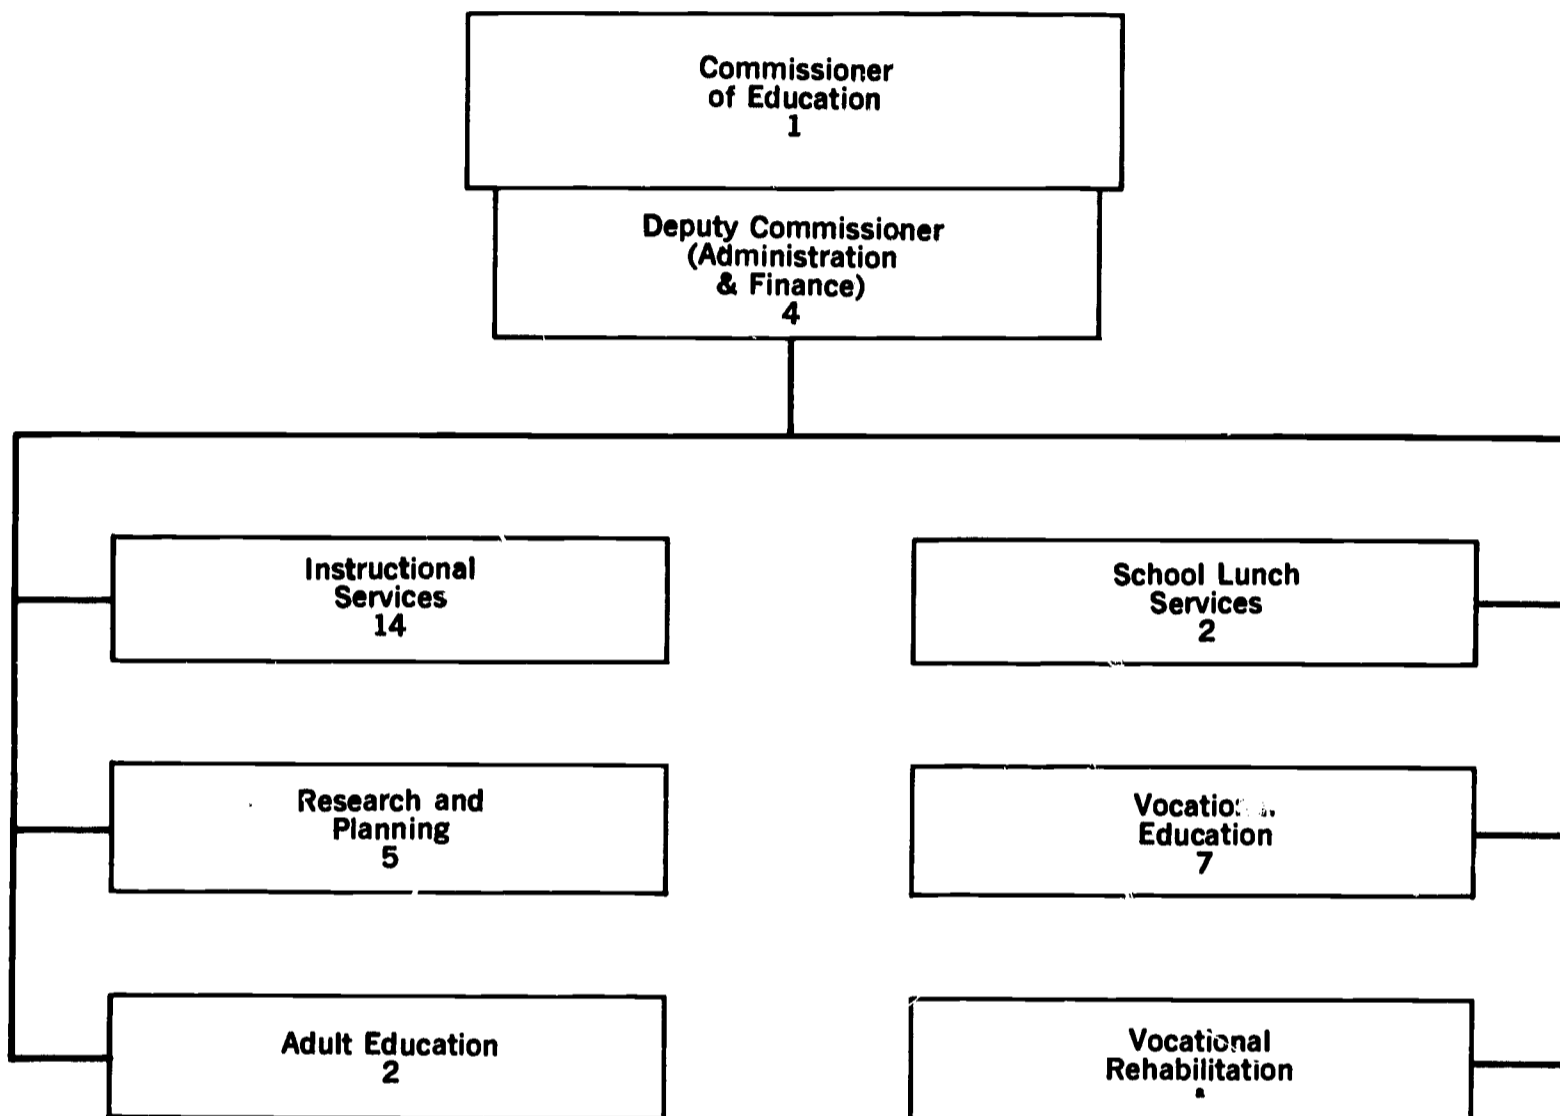 Commissioner
of Education
1
Deputy Commissioner
(Administration
& Finance)
4
Instructional
Services
14
School Lunch
Services
2
Research and
Planning
5
Education
7
Adult Education
2
Vocational
Rehabilitation
a